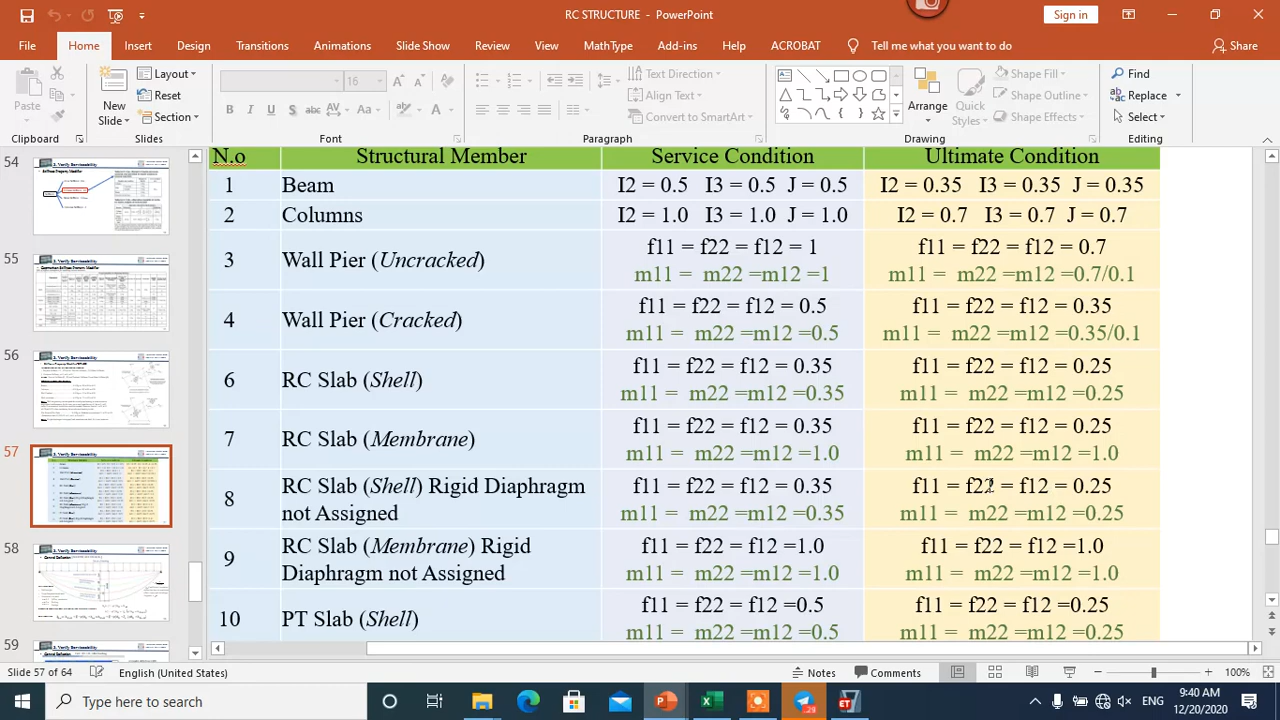 RC STRUCTURE - PowerPoint
Sign in
File Home Insert Design Transitions Animations Slide Show Review View MathType Add-ins Help ACROBAT Tell me what you want to do Share
Paste
Clipboard
New Slide
Layout
Reset
Section
Slides
16
B I U S abc AV Aa A
Font
Text Direction
Align Text
Convert to SmartArt
Paragraph
Arrange
Quick Styles
Shape Fill
Shape Outline
Shape Effects
Drawing
Find
Replace
Select
Editing
54
55
56
57
58
59
N.o Structural Member Service Condition Ultimate Condition
1 Beam I2 = 0.5 I3 = 0.5 J = 0.5 I2 = 0.35 I3 = 0.35 J = 0.35
2 Columns I2 = 1.0 I3 = 1.0 J = 1.0 I2 = 0.7 I3 = 0.7 J = 0.7
3 Wall Pier (Uncracked) f11 = f22 = f12 = 1 f11 = f22 = f12 = 0.7
m11 = m22 =m12 =1 m11 = m22 =m12 =0.7/0.1
4 Wall Pier (Cracked) f11 = f22 = f12 = 0.5 f11 = f22 = f12 = 0.35
m11 = m22 =m12 =0.5 m11 = m22 =m12 =0.35/0.1
6 RC Slab (Shell) f11 = f22 = f12 = 0.35 f11 = f22 = f12 = 0.25
m11 = m22 =m12 =0.35 m11 = m22 =m12 =0.25
7 RC Slab (Membrane) f11 = f22 = f12 = 0.35 f11 = f22 = f12 = 0.25
m11 = m22 =m12 =1.0 m11 = m22 =m12 =1.0
8 RC Slab (Shell) Rigid Diaphragm f11 = f22 = f12 = f11 = f22 = f12 = 0.25
not Assigned m11 = m22 =m12 = m11 = m22 =m12 =0.25
9 RC Slab (Membrane) Rigid f11 = f22 = f12 =1.0 f11 = f22 = f12 =1.0
Diaphragm not Assigned m11 = m22 =m12 =1.0 m11 = m22 =m12 =1.0
10 PT Slab (Shell) f11 = f22 = f12 =0.5 f11 = f22 = f12 =0.25
m11 = m22 =m12 =0.5 m11 = m22 =m12 =0.25
Slide 57 of 64 English (United States) Notes Comments 100%
Type here to search
ENG
9:40 AM
12/20/2020